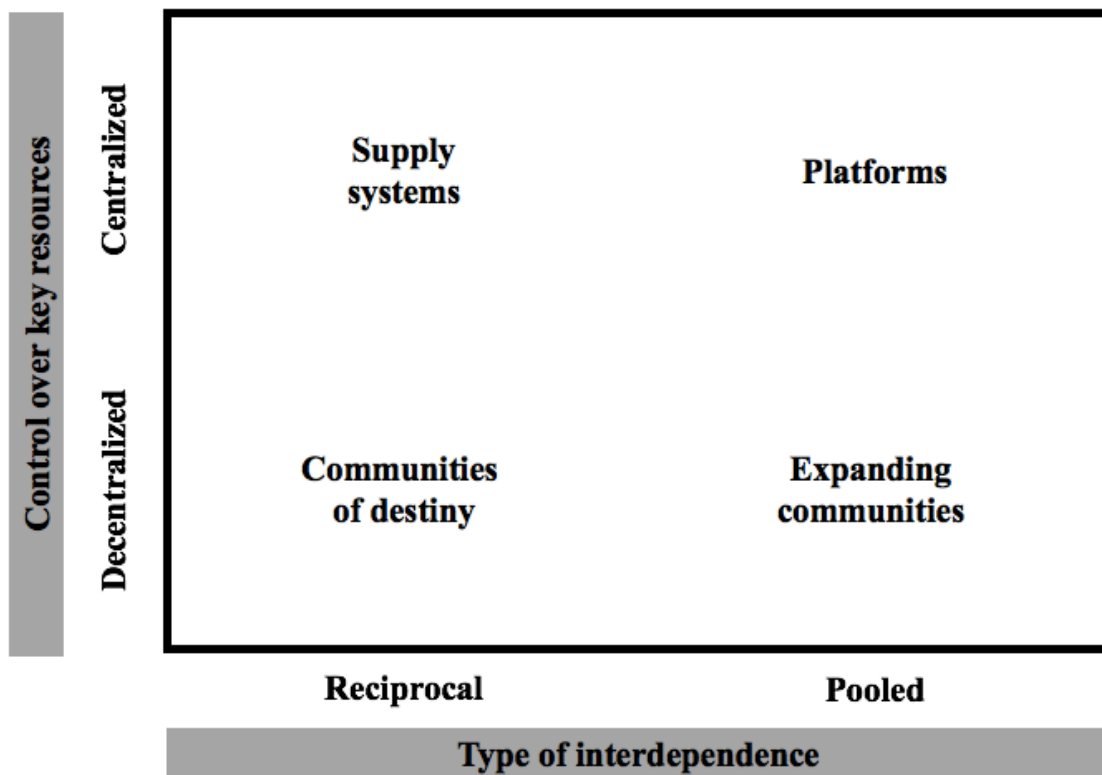 Control over key resources
Centralized
Decentralized
Supply
systems
Platforms
Communities
of destiny
Expanding
communities
Reciprocal
Pooled
Type of interdependence